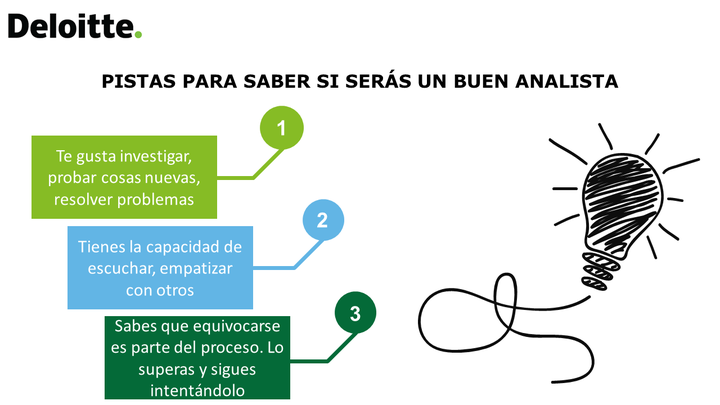 Deloitte.
PISTAS PARA SABER SI SERÁS UN BUEN ANALISTA
1
Te gusta investigar,
probar cosas nuevas,
resolver problemas
2
Tienes la capacidad de
escuchar, empatizar
con otros
3
Sabes que equivocarse
es parte del proceso. Lo
superas y sigues
intentándolo